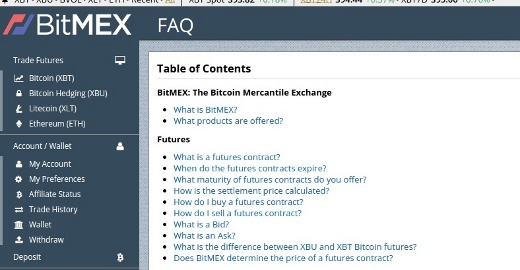 BitMEX
FAQ
Trade Futures
Bitcoin (XBT)
Bitcoin Hedging (XBU)
Litecoin (XLT)
Ethereum (ETH)
Account / Wallet
My Account
My Preferences
Affiliate Status
Trade History
Wallet
Withdraw
Deposit
Table of Contents
BitMEX: The Bitcoin Mercantile Exchange
What is BitMEX?
What products are offered?
Futures
What is a futures contract?
When do the futures contracts expire?
What maturity of futures contracts do you offer?
How is the settlement price calculated?
How do I buy a futures contract?
How do I sell a futures contract?
What is a Bid?
What is an Ask?
What is the difference between XBU and XBT Bitcoin futures?
Does BitMEX determine the price of a futures contract?